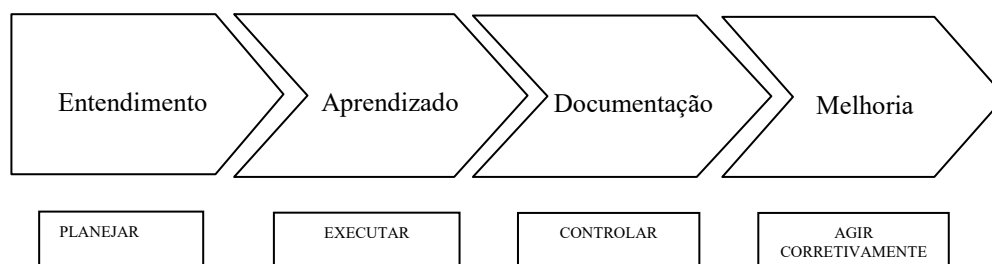 Entendimento
Aprendizado
Documentação
Melhoria
PLANEJAR
EXECUTAR
CONTROLAR
AGIR
CORRETIVAMENTE